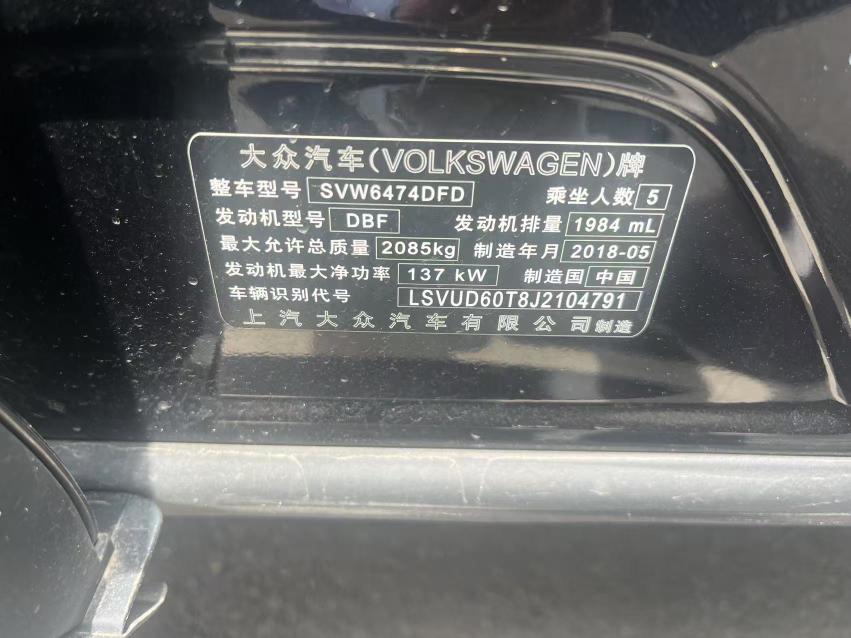 大众汽车(VOLKSWAGEN)牌
整车型号 SVW6474DFD 乘坐人数 5
发动机型号 DBF 发动机排量 1984 mL
最大允许总质量 2085kg 制造年月 2018-05
发动机最大净功率 137 kW 制造国 中国
车辆识别代号 LSVUD60T8J2104791
上汽大众汽车有限公司制造